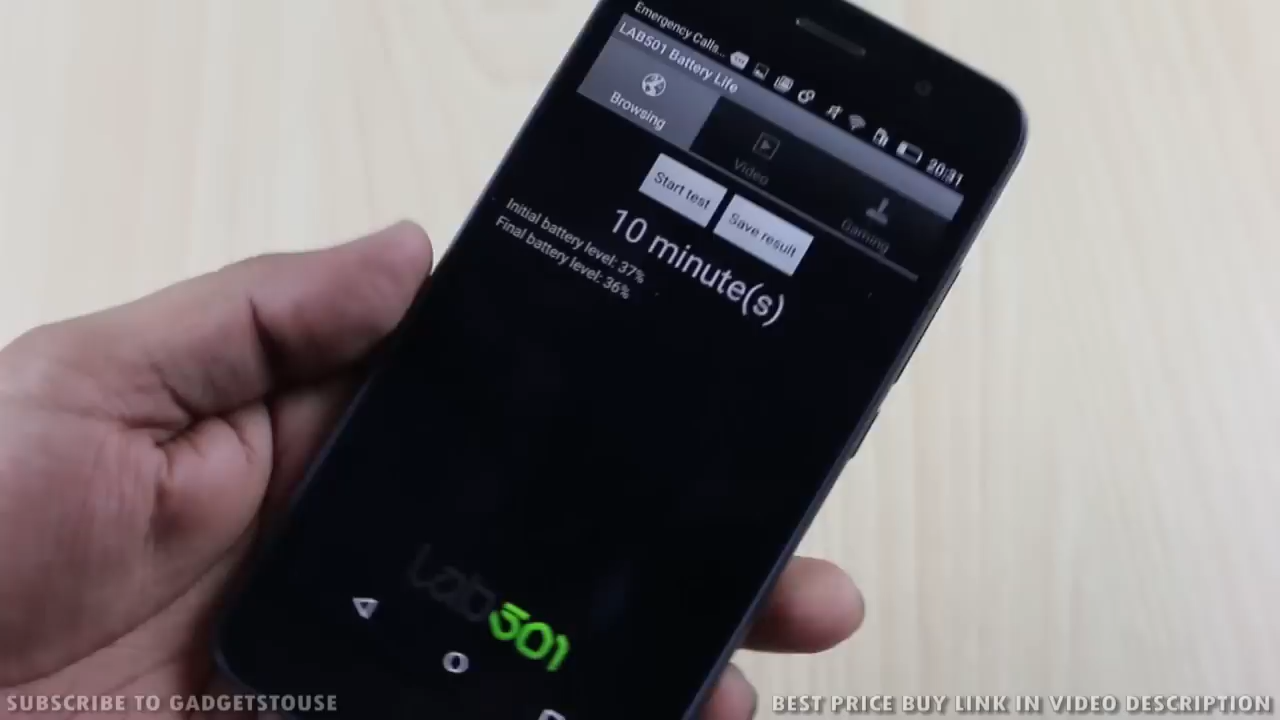 Emergency Calls...
20:31
LAB501 Battery Life
Browsing
Video
Gaming
Start test
Save result
10 minute(s)
Initial battery level: 37%
Final battery level: 36%
Lab501
SUBSCRIBE TO GADGETSTOUSE
BEST PRICE BUY LINK IN VIDEO DESCRIPTION